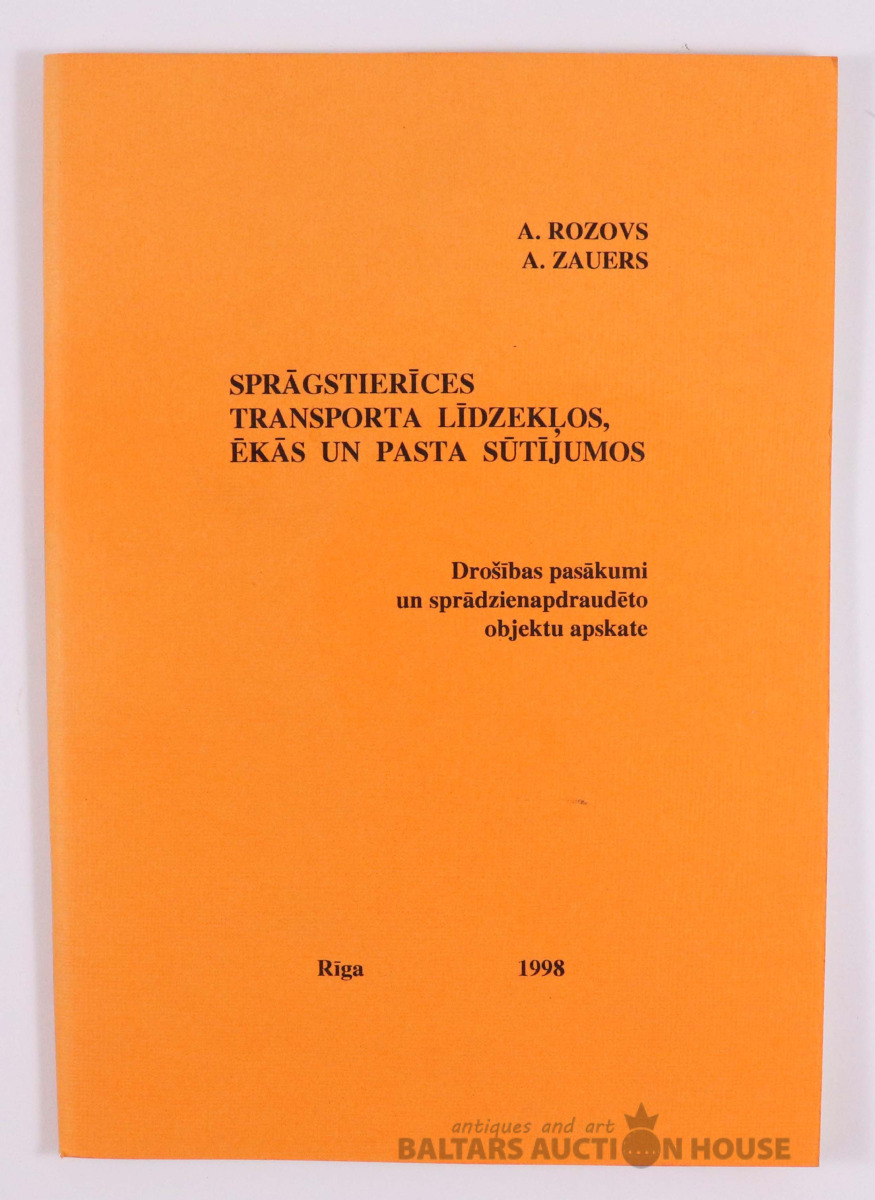 A. ROZOVS
A. ZAUERS
SPRĀGSTIERĪCES
TRANSPORTA LĪDZEKĻOS,
ĒKĀS UN PASTA SŪTĪJUMOS
Drošības pasākumi
un sprādzienapdraudēto
objektu apskate
Rīga 1998
antiques and art
BALTARS AUCTION HOUSE